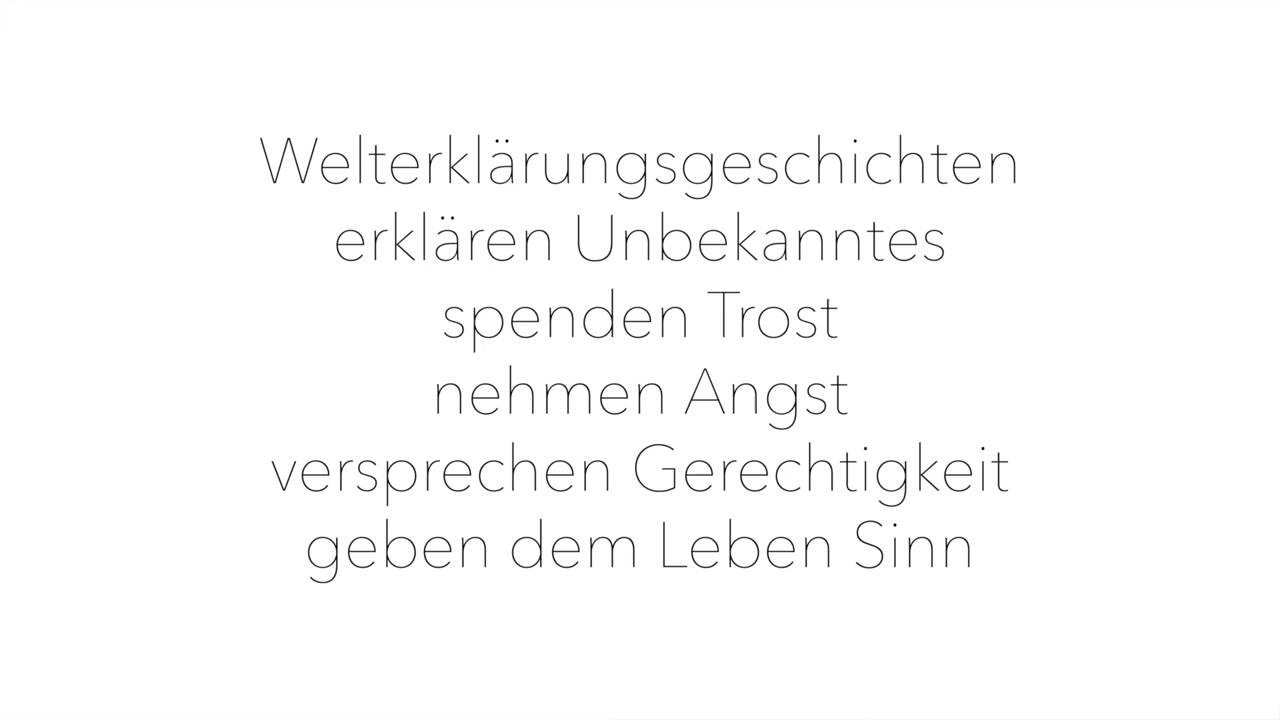 Welterklärungsgeschichten
erklären Unbekanntes
spenden Trost
nehmen Angst
versprechen Gerechtigkeit
geben dem Leben Sinn